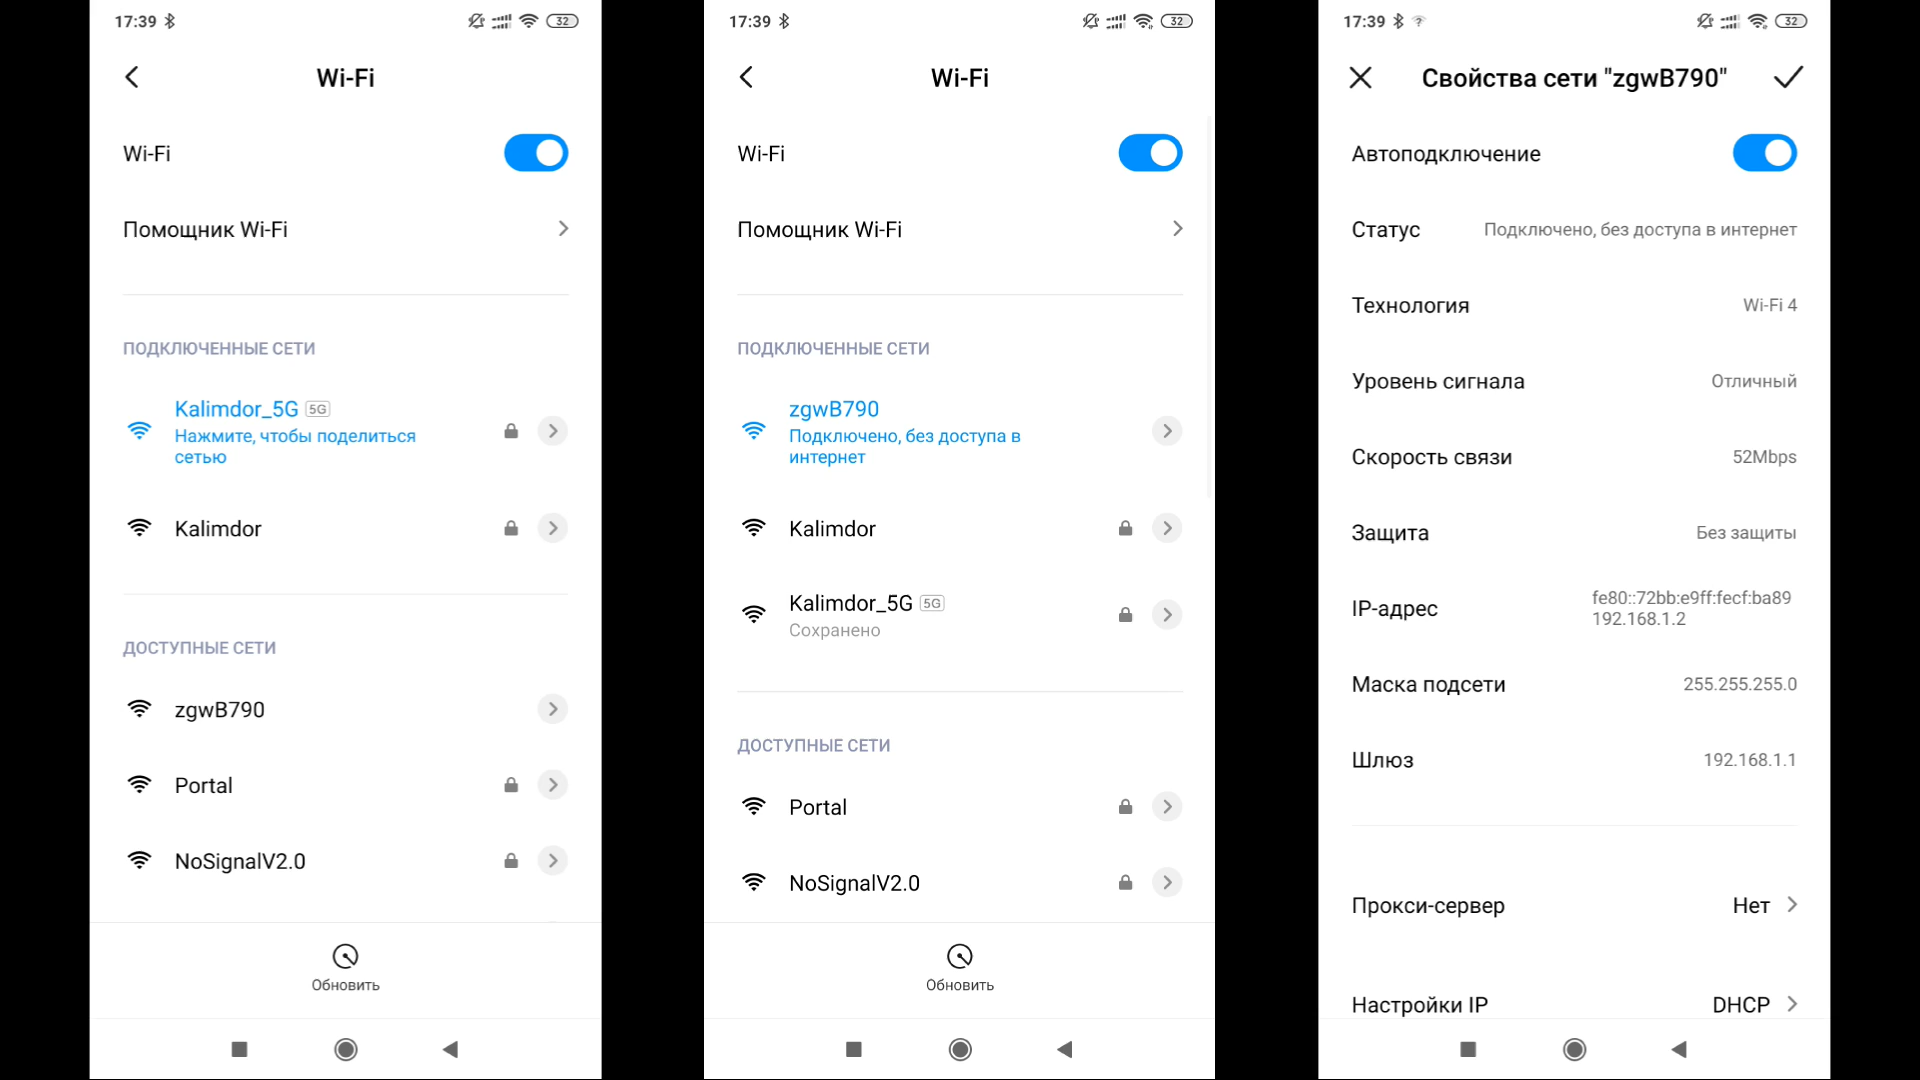 17:39
32
Wi-Fi
Wi-Fi
Помощник Wi-Fi
ПОДКЛЮЧЕННЫЕ СЕТИ
Kalimdor_5G 5G
Нажмите, чтобы поделиться
сетью
Kalimdor
ДОСТУПНЫЕ СЕТИ
zgwB790
Portal
NoSignalV2.0
Обновить
17:39
32
Wi-Fi
Wi-Fi
Помощник Wi-Fi
ПОДКЛЮЧЕННЫЕ СЕТИ
zgwB790
Подключено, без доступа в
интернет
Kalimdor
Kalimdor_5G 5G
Сохранено
ДОСТУПНЫЕ СЕТИ
Portal
NoSignalV2.0
Обновить
17:39
32
Свойства сети "zgwB790"
Автоподключение
Статус Подключено, без доступа в интернет
Технология Wi-Fi 4
Уровень сигнала Отличный
Скорость связи 52Mbps
Защита Без защиты
IP-адрес fe80::72bb:e9ff:fecf:ba89
192.168.1.2
Маска подсети 255.255.255.0
Шлюз 192.168.1.1
Прокси-сервер Нет
Настройки IP DHCP